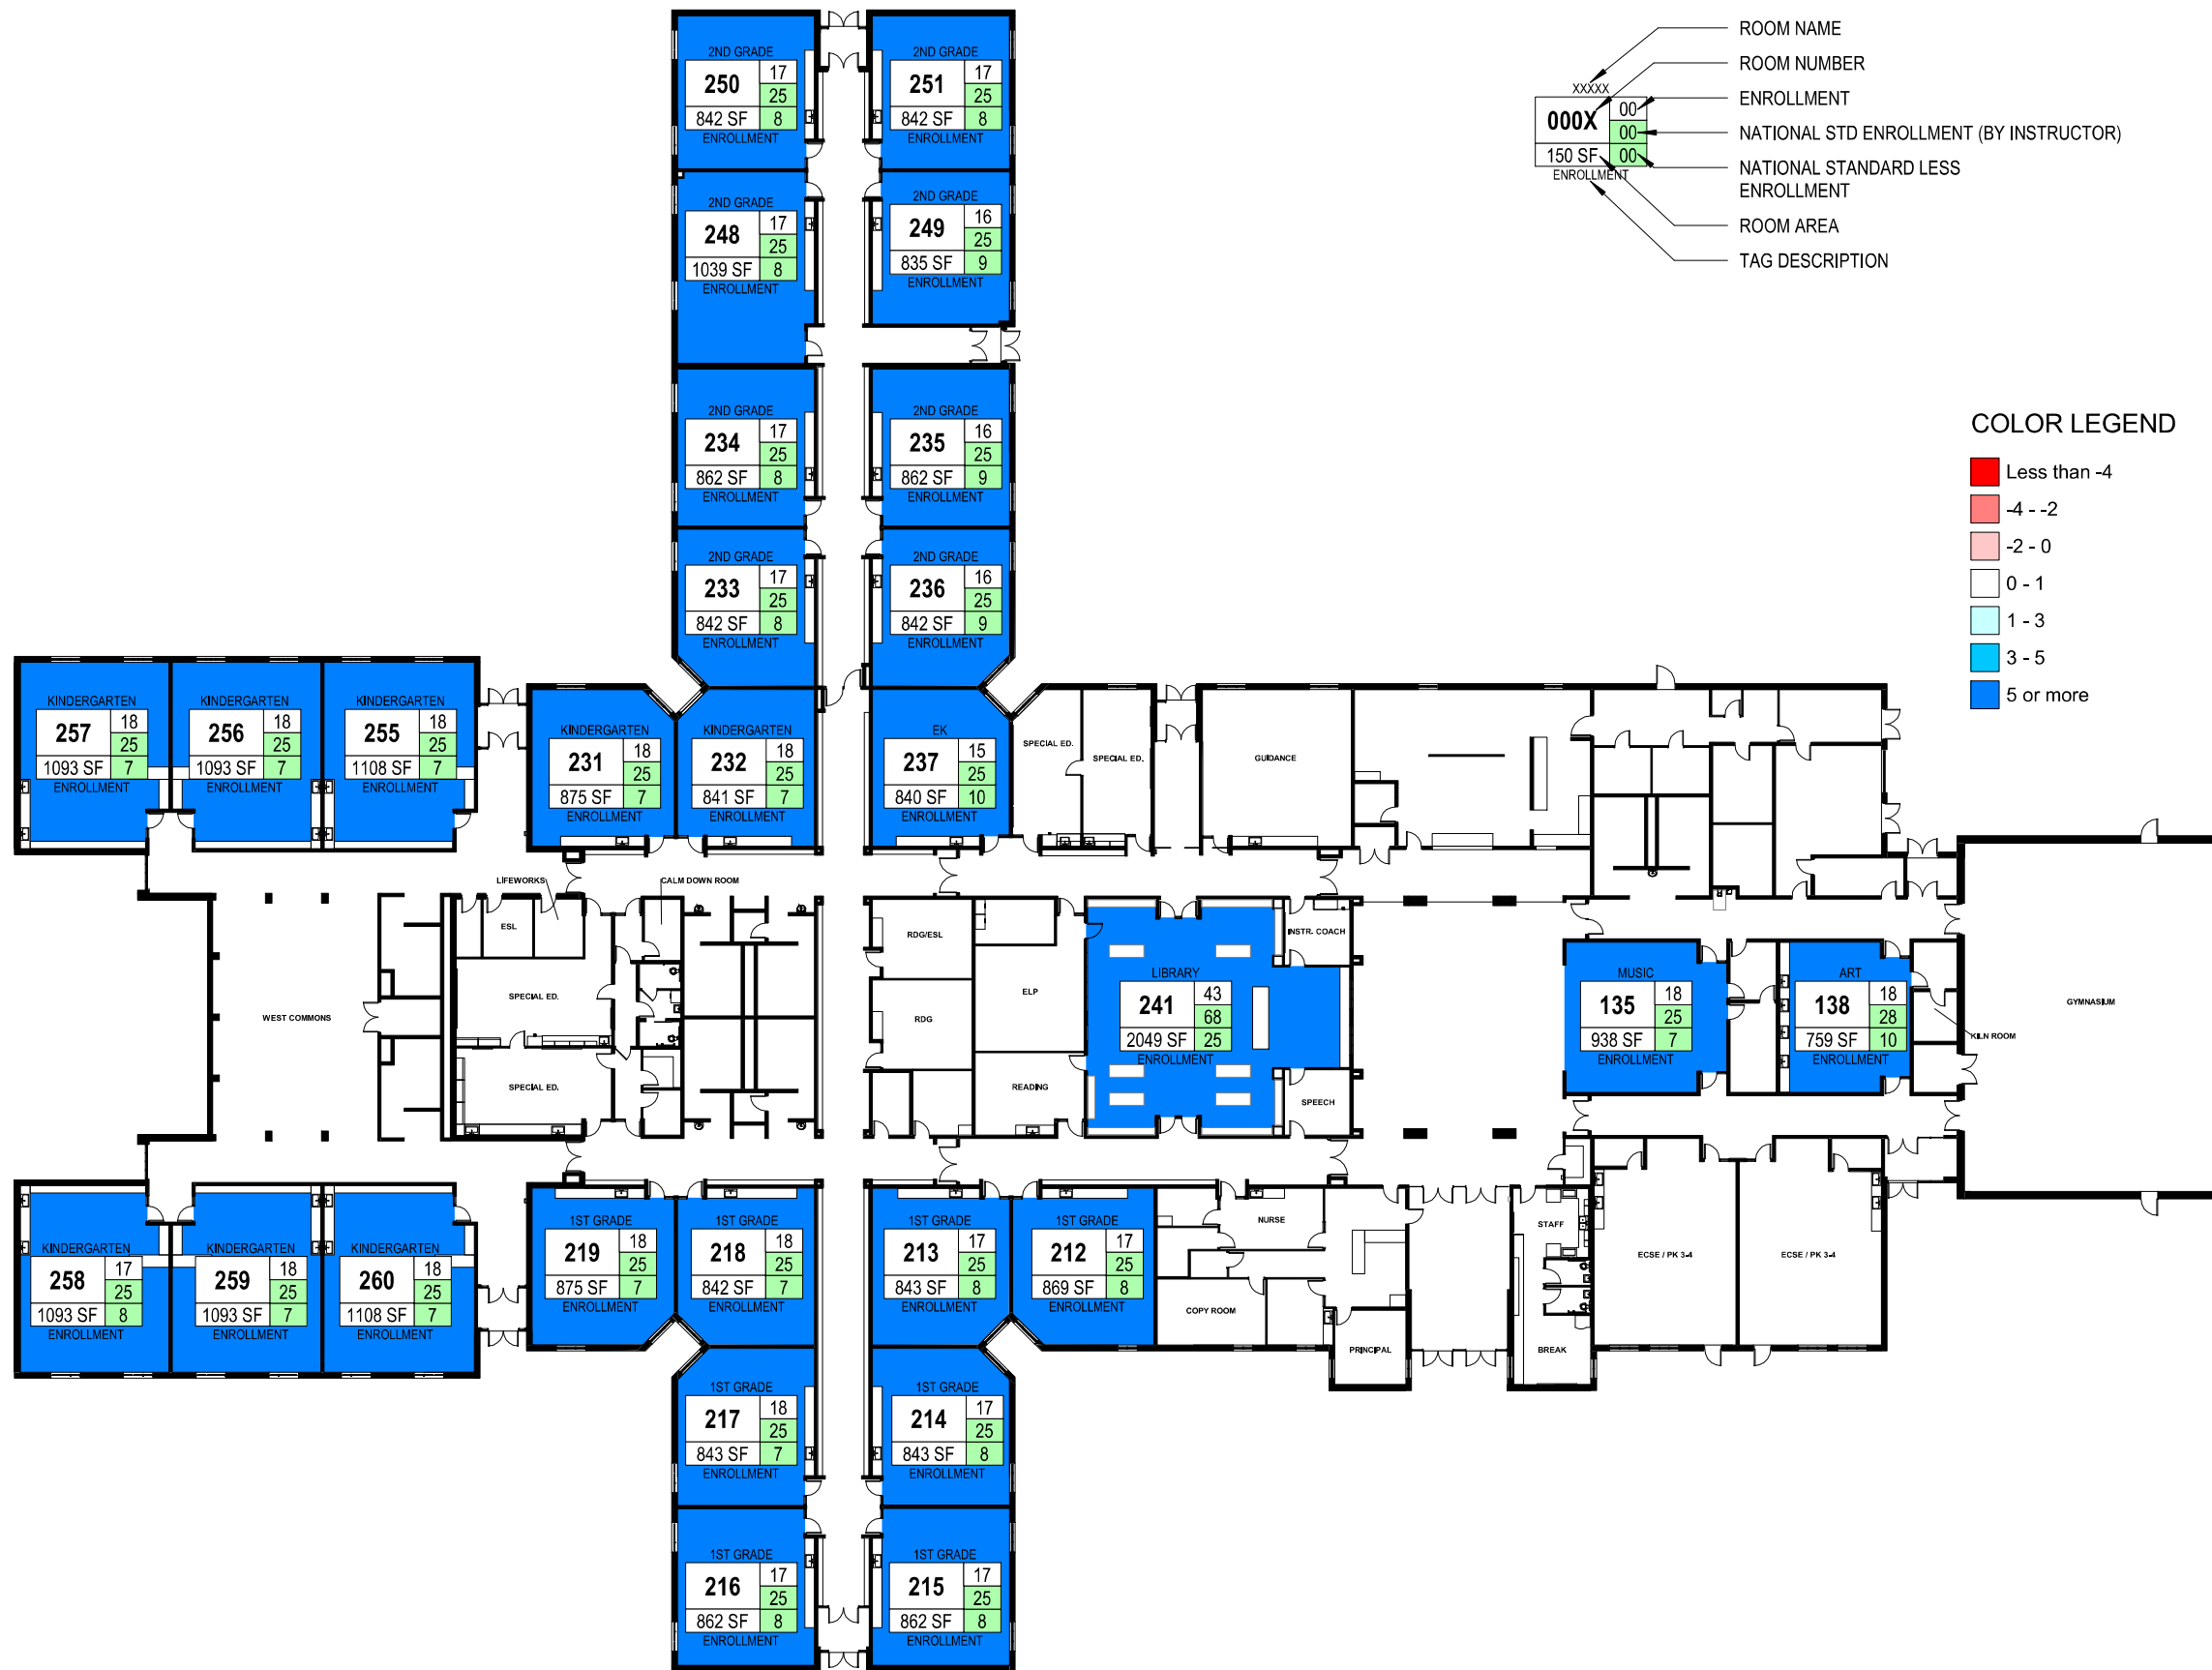 ROOM NAME
ROOM NUMBER
XXXXX
ENROLLMENT
000X 00
00
NATIONAL STD ENROLLMENT (BY INSTRUCTOR)
150 SF 00
NATIONAL STANDARD LESS
ENROLLMENT
ENROLLMENT
ROOM AREA
TAG DESCRIPTION
COLOR LEGEND
Less than -4
-4 - -2
-2 - 0
0 - 1
1 - 3
3 - 5
5 or more
2ND GRADE
250 17
25
842 SF 8
ENROLLMENT
2ND GRADE
251 17
25
842 SF 8
ENROLLMENT
2ND GRADE
248 17
25
1039 SF 8
ENROLLMENT
2ND GRADE
249 16
25
835 SF 9
ENROLLMENT
2ND GRADE
234 17
25
862 SF 8
ENROLLMENT
2ND GRADE
235 16
25
862 SF 9
ENROLLMENT
2ND GRADE
233 17
25
842 SF 8
ENROLLMENT
2ND GRADE
236 16
25
842 SF 9
ENROLLMENT
KINDERGARTEN
257 18
25
1093 SF 7
ENROLLMENT
KINDERGARTEN
256 18
25
1093 SF 7
ENROLLMENT
KINDERGARTEN
255 18
25
1108 SF 7
ENROLLMENT
KINDERGARTEN
231 18
25
875 SF 7
ENROLLMENT
KINDERGARTEN
232 18
25
841 SF 7
ENROLLMENT
EK
237 15
25
840 SF 10
ENROLLMENT
SPECIAL ED.
SPECIAL ED.
GUIDANCE
LIFEWORKS
CALM DOWN ROOM
ESL
SPECIAL ED.
SPECIAL ED.
WEST COMMONS
RDG/ESL
RDG
ELP
READING
INSTR. COACH
LIBRARY
241 43
68
2049 SF 25
ENROLLMENT
SPEECH
MUSIC
135 18
25
938 SF 7
ENROLLMENT
ART
138 18
28
759 SF 10
ENROLLMENT
KILN ROOM
GYMNASIUM
KINDERGARTEN
258 17
25
1093 SF 8
ENROLLMENT
KINDERGARTEN
259 18
25
1093 SF 7
ENROLLMENT
KINDERGARTEN
260 18
25
1108 SF 7
ENROLLMENT
1ST GRADE
219 18
25
875 SF 7
ENROLLMENT
1ST GRADE
218 18
25
842 SF 7
ENROLLMENT
1ST GRADE
213 17
25
843 SF 8
ENROLLMENT
1ST GRADE
212 17
25
869 SF 8
ENROLLMENT
NURSE
COPY ROOM
PRINCIPAL
STAFF
BREAK
ECSE / PK 3-4
ECSE / PK 3-4
1ST GRADE
217 18
25
843 SF 7
ENROLLMENT
1ST GRADE
214 17
25
843 SF 8
ENROLLMENT
1ST GRADE
216 17
25
862 SF 8
ENROLLMENT
1ST GRADE
215 17
25
862 SF 8
ENROLLMENT